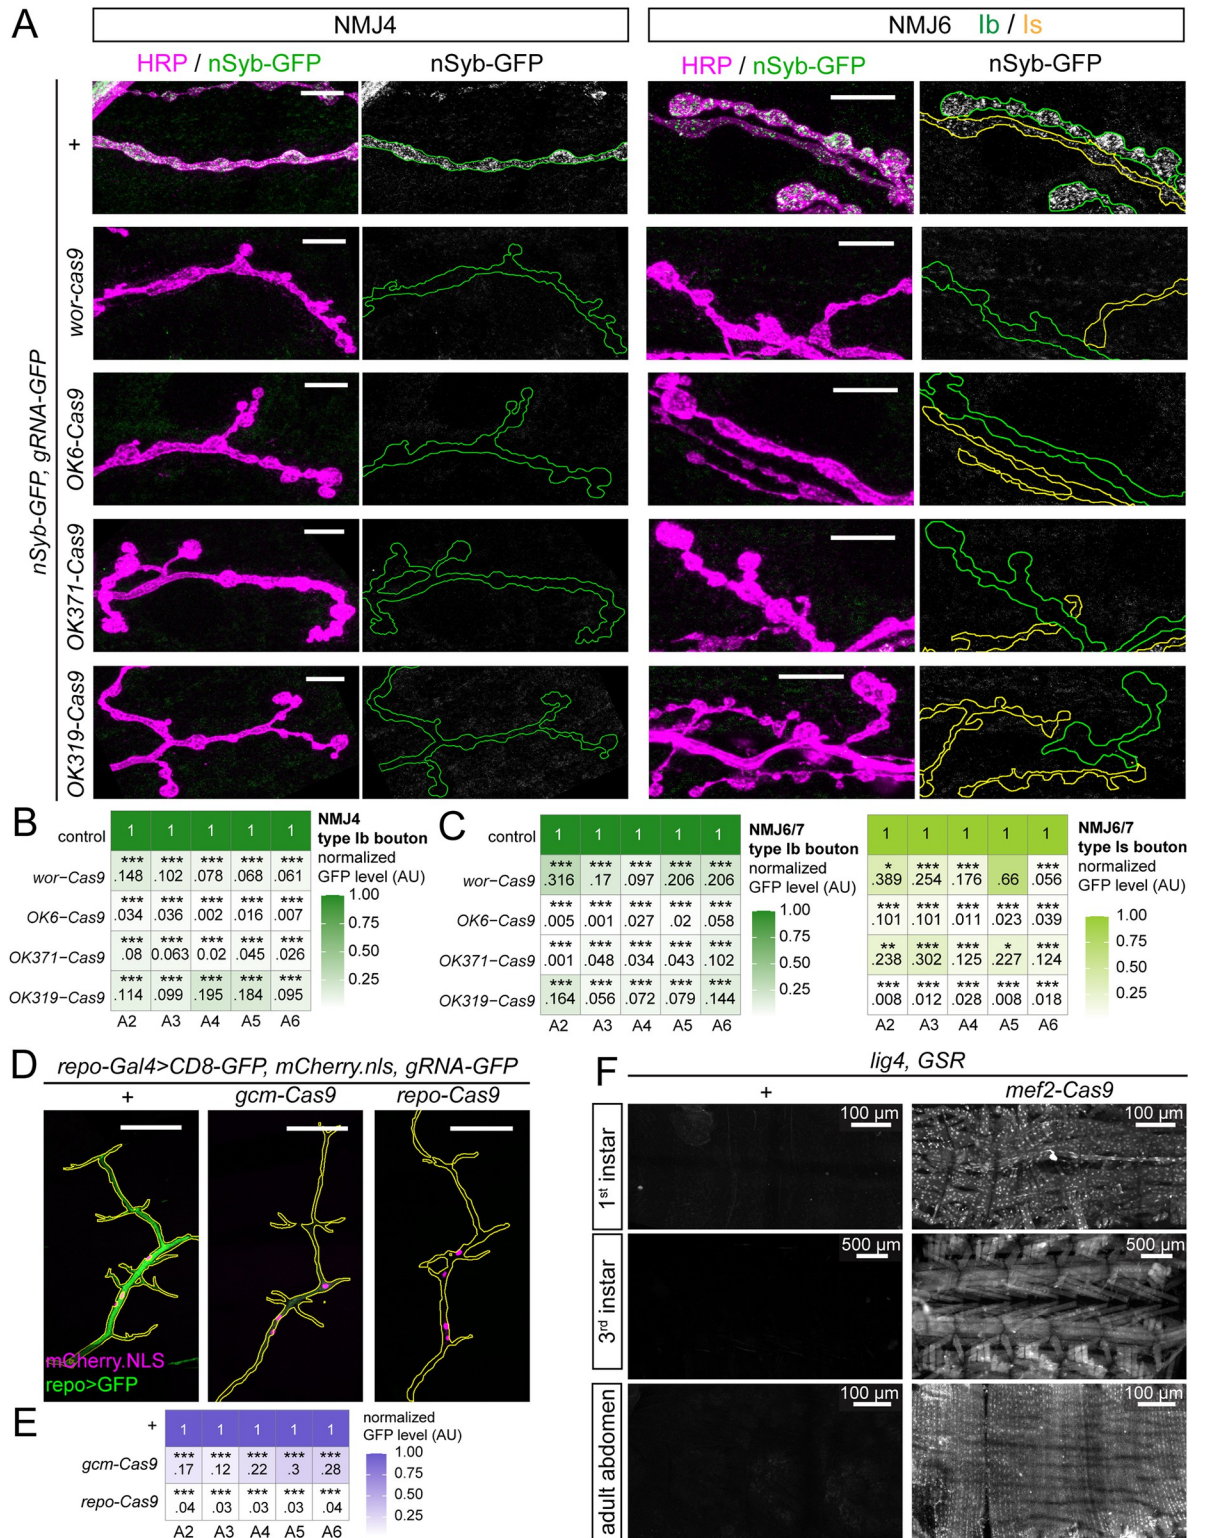 A
NMJ4
NMJ6 Ib / Is
HRP / nSyb-GFP
nSyb-GFP
HRP / nSyb-GFP
nSyb-GFP
nSyb-GFP, gRNA-GFP
+
wor-cas9
OK6-Cas9
OK371-Cas9
OK319-Cas9
B
control 1 1 1 1 1
*** *** *** *** ***
wor−Cas9 .148 .102 .078 .068 .061
*** *** *** *** ***
OK6−Cas9 .034 .036 .002 .016 .007
*** *** *** *** ***
OK371−Cas9 .08 0.063 0.02 .045 .026
*** *** *** *** ***
OK319−Cas9 .114 .099 .195 .184 .095
A2 A3 A4 A5 A6
NMJ4
type Ib bouton
normalized
GFP level (AU)
1.00
0.75
0.50
0.25
C
control 1 1 1 1 1
*** *** *** *** ***
wor−Cas9 .316 .17 .097 .206 .206
*** *** *** *** ***
OK6−Cas9 .005 .001 .027 .02 .058
*** *** *** *** ***
OK371−Cas9 .001 .048 .034 .043 .102
*** *** *** *** ***
OK319−Cas9 .164 .056 .072 .079 .144
A2 A3 A4 A5 A6
NMJ6/7
type Ib bouton
normalized
GFP level (AU)
1.00
0.75
0.50
0.25
1 1 1 1 1
* *** *** ***
.389 .254 .176 .66 .056
*** *** *** *** ***
.101 .101 .011 .023 .039
** *** *** * ***
.238 .302 .125 .227 .124
*** *** *** *** ***
.008 .012 .028 .008 .018
A2 A3 A4 A5 A6
NMJ6/7
type Is bouton
normalized
GFP level (AU)
1.00
0.75
0.50
0.25
D
repo-Gal4>CD8-GFP, mCherry.nls, gRNA-GFP
+ gcm-Cas9 repo-Cas9
mCherry.NLS
repo>GFP
E
+ 1 1 1 1 1
*** *** *** *** ***
gcm-Cas9 .17 .12 .22 .3 .28
*** *** *** *** ***
repo-Cas9 .04 .03 .03 .03 .04
A2 A3 A4 A5 A6
normalized
GFP level (AU)
1.00
0.75
0.50
0.25
F
lig4, GSR
+ mef2-Cas9
1st instar
100 µm
100 µm
3rd instar
500 µm
500 µm
adult abdomen
100 µm
100 µm